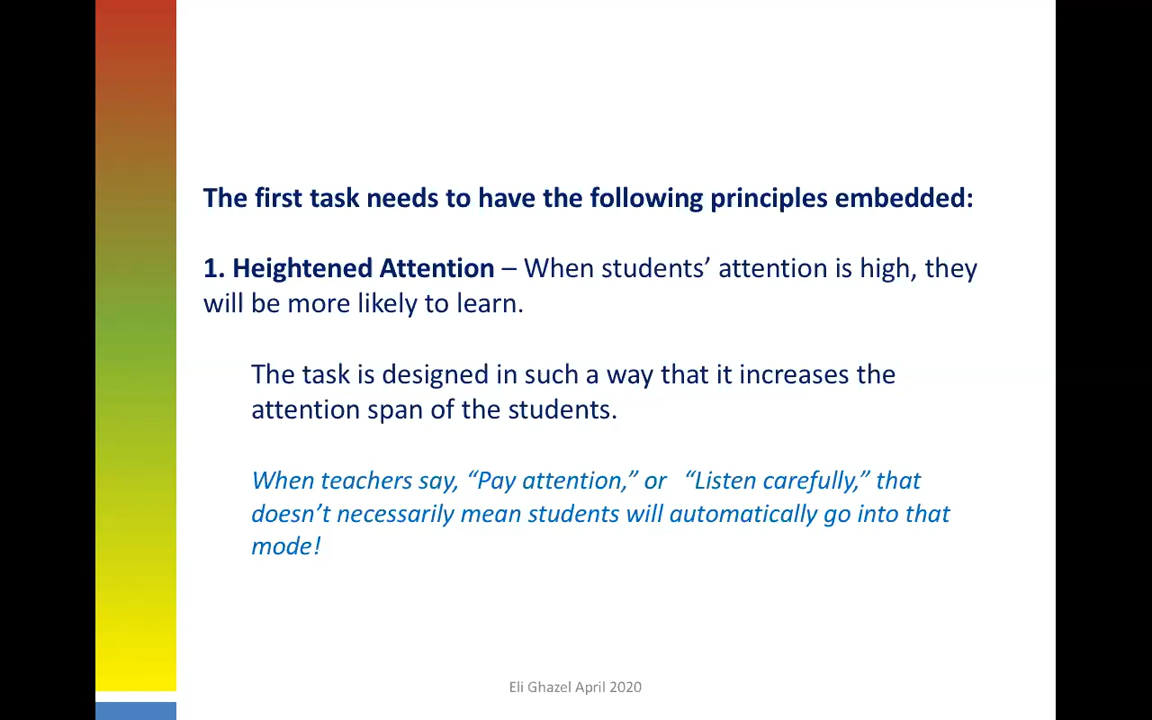 The first task needs to have the following principles embedded:
1. Heightened Attention – When students’ attention is high, they
will be more likely to learn.
The task is designed in such a way that it increases the
attention span of the students.
When teachers say, “Pay attention,” or “Listen carefully,” that
doesn’t necessarily mean students will automatically go into that
mode!
Eli Ghazel April 2020